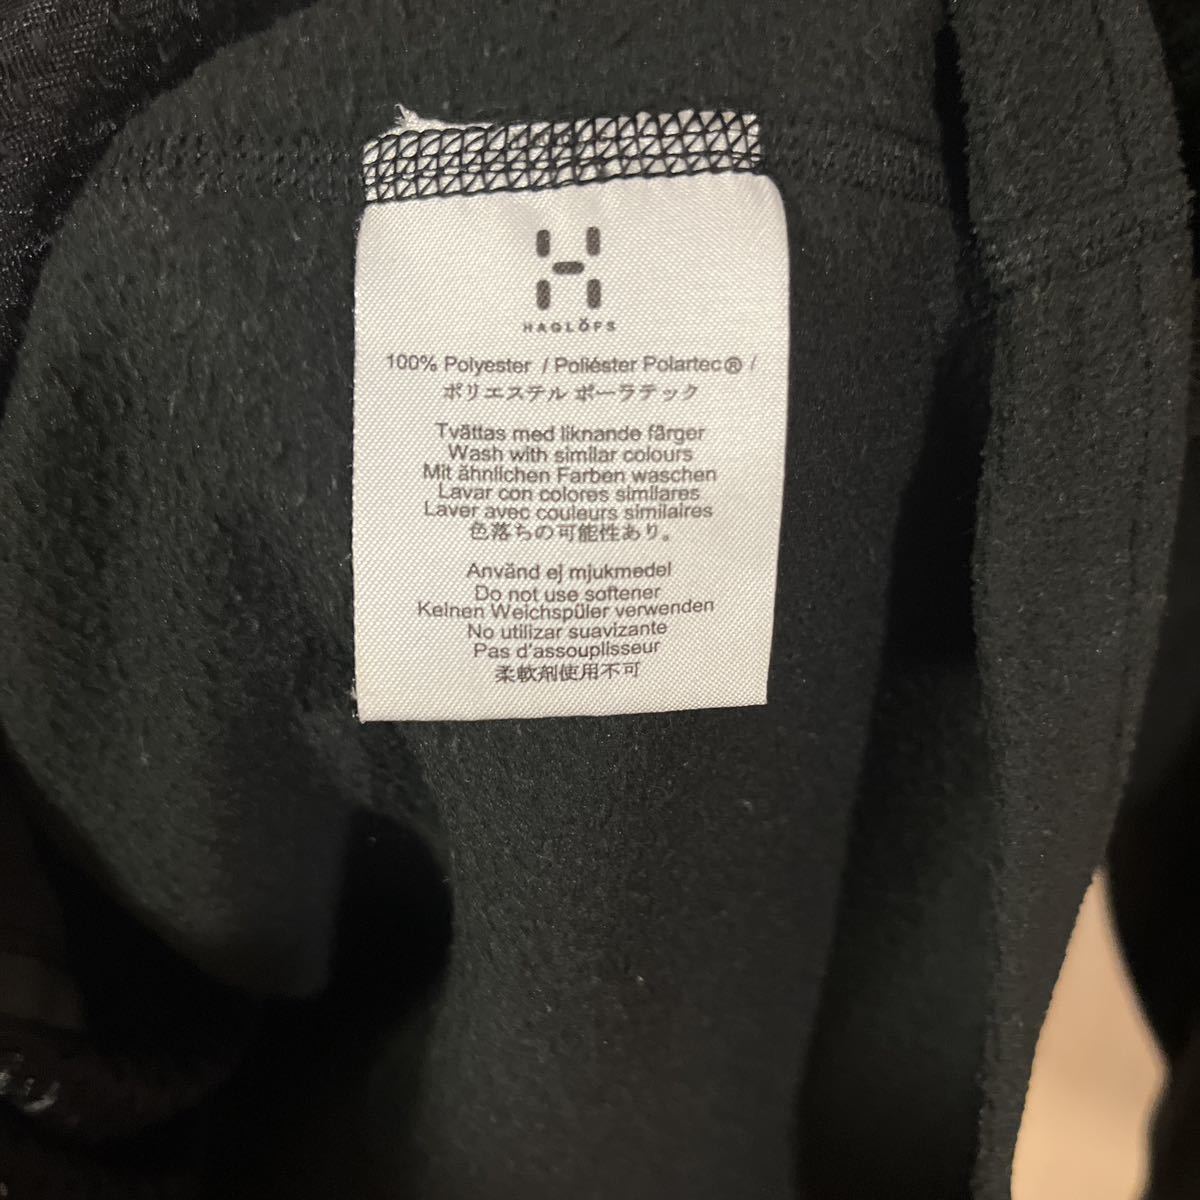 HAGLÖFS
100% Polyester / Poliéster Polartec® /
ポリエステル ポーラテック
Tvättas med liknande färger
Wash with similar colours
Mit ähnlichen Farben waschen
Lavar con colores similares
Laver avec couleurs similaires
色落ちの可能性あり。
Använd ej mjukmedel
Do not use softener
Keinen Weichspüler verwenden
No utilizar suavizante
Pas d'assouplisseur
柔軟剤使用不可